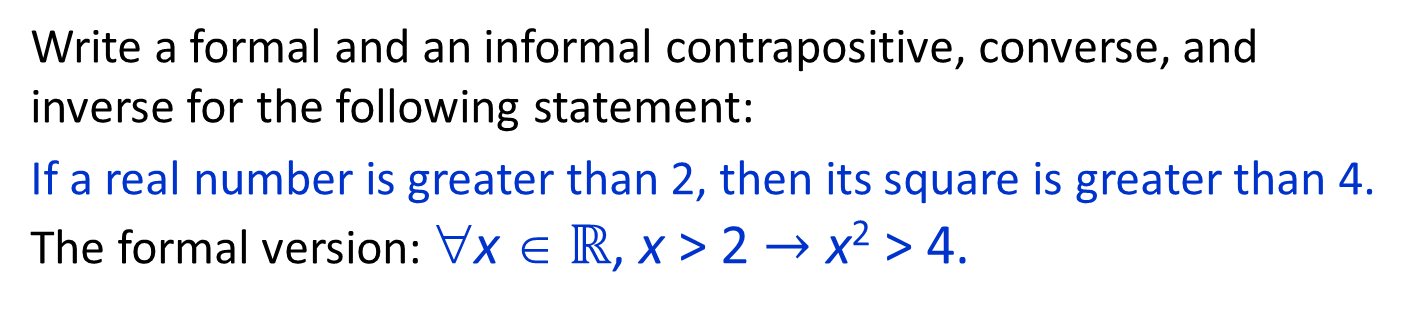 Write a formal and an informal contrapositive, converse, and
inverse for the following statement:
If a real number is greater than 2, then its square is greater than 4.
The formal version: ∀x ∈ ℝ, x > 2 → x² > 4.